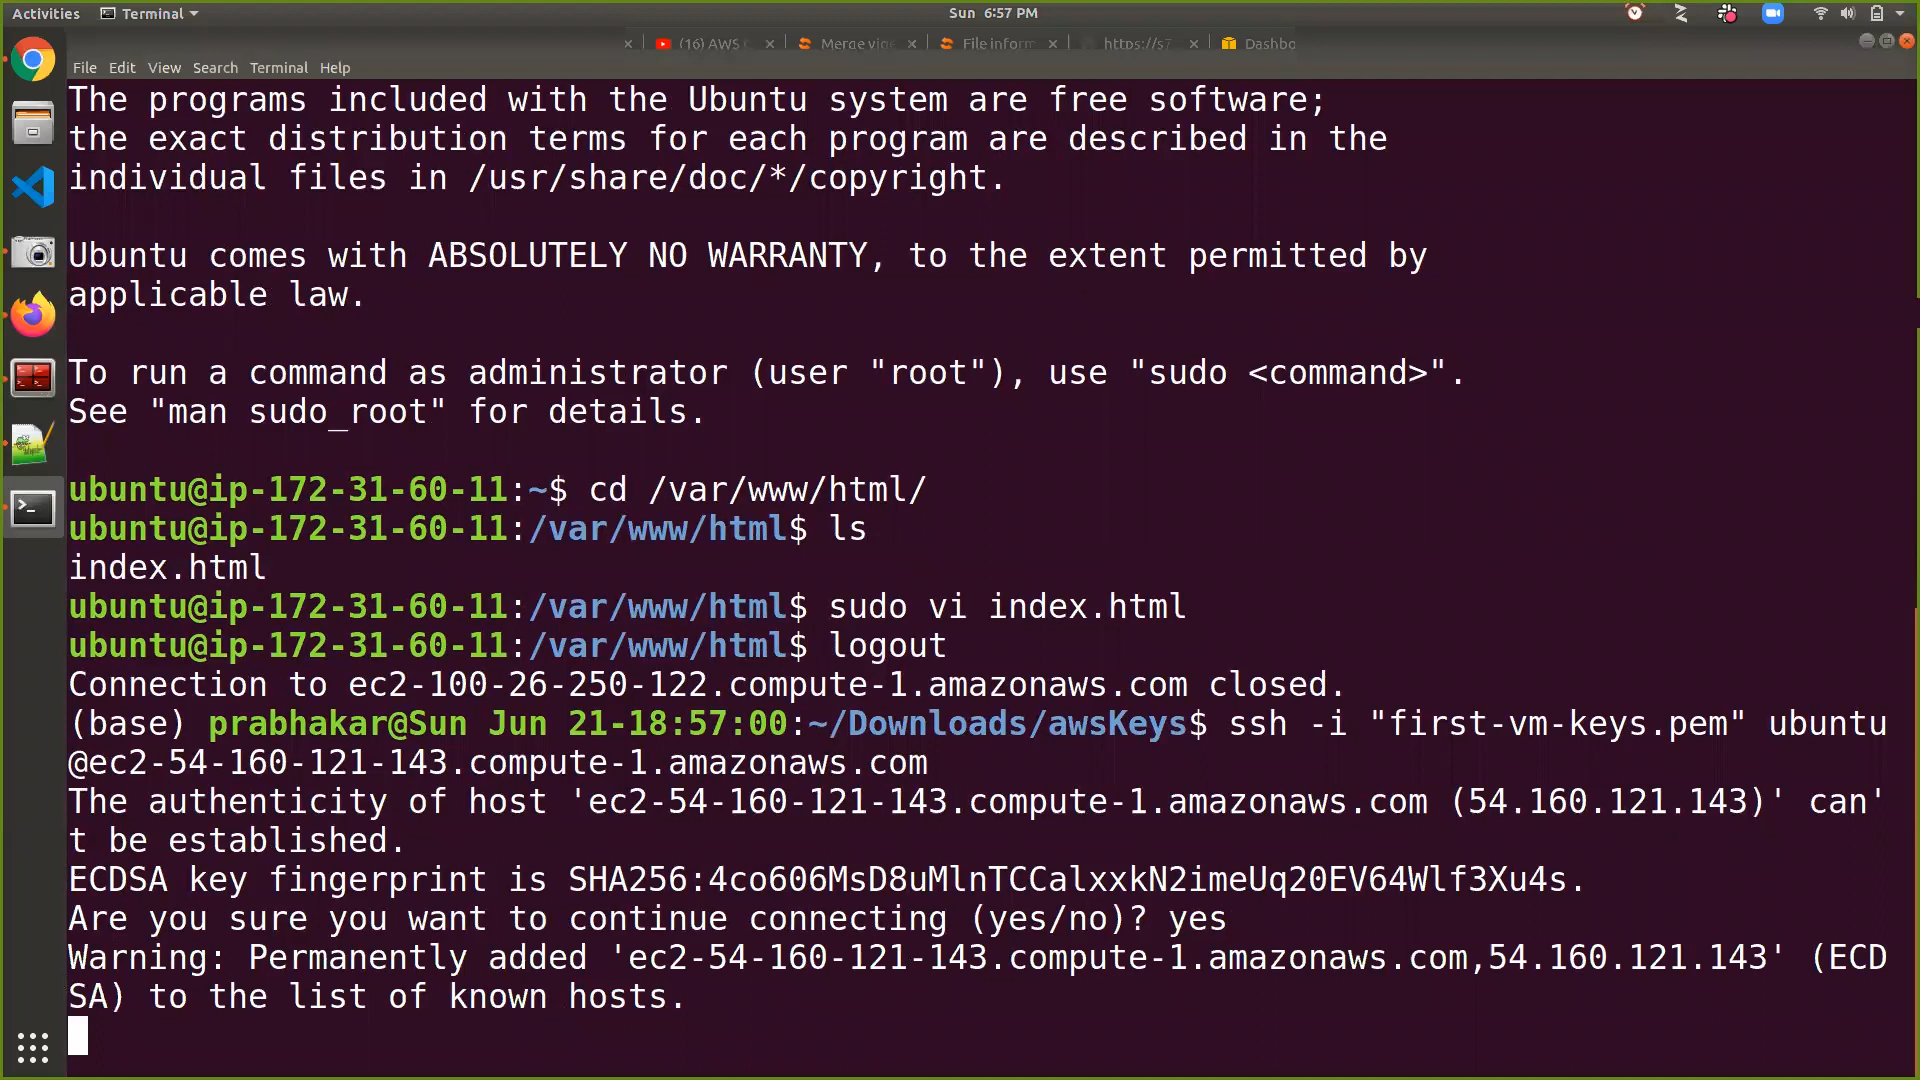 Activities Terminal Sun 6:57 PM
(16) AWS Merge vide File inform https://s7 Dashbo
File Edit View Search Terminal Help
The programs included with the Ubuntu system are free software;
the exact distribution terms for each program are described in the
individual files in /usr/share/doc/*/copyright.
Ubuntu comes with ABSOLUTELY NO WARRANTY, to the extent permitted by
applicable law.
To run a command as administrator (user "root"), use "sudo <command>".
See "man sudo_root" for details.
ubuntu@ip-172-31-60-11:~$ cd /var/www/html/
ubuntu@ip-172-31-60-11:/var/www/html$ ls
index.html
ubuntu@ip-172-31-60-11:/var/www/html$ sudo vi index.html
ubuntu@ip-172-31-60-11:/var/www/html$ logout
Connection to ec2-100-26-250-122.compute-1.amazonaws.com closed.
(base) prabhakar@Sun Jun 21-18:57:00:~/Downloads/awsKeys$ ssh -i "first-vm-keys.pem" ubuntu
@ec2-54-160-121-143.compute-1.amazonaws.com
The authenticity of host 'ec2-54-160-121-143.compute-1.amazonaws.com (54.160.121.143)' can'
t be established.
ECDSA key fingerprint is SHA256:4co606MsD8uMlnTCCalxxkN2imeUq20EV64Wlf3Xu4s.
Are you sure you want to continue connecting (yes/no)? yes
Warning: Permanently added 'ec2-54-160-121-143.compute-1.amazonaws.com,54.160.121.143' (ECD
SA) to the list of known hosts.